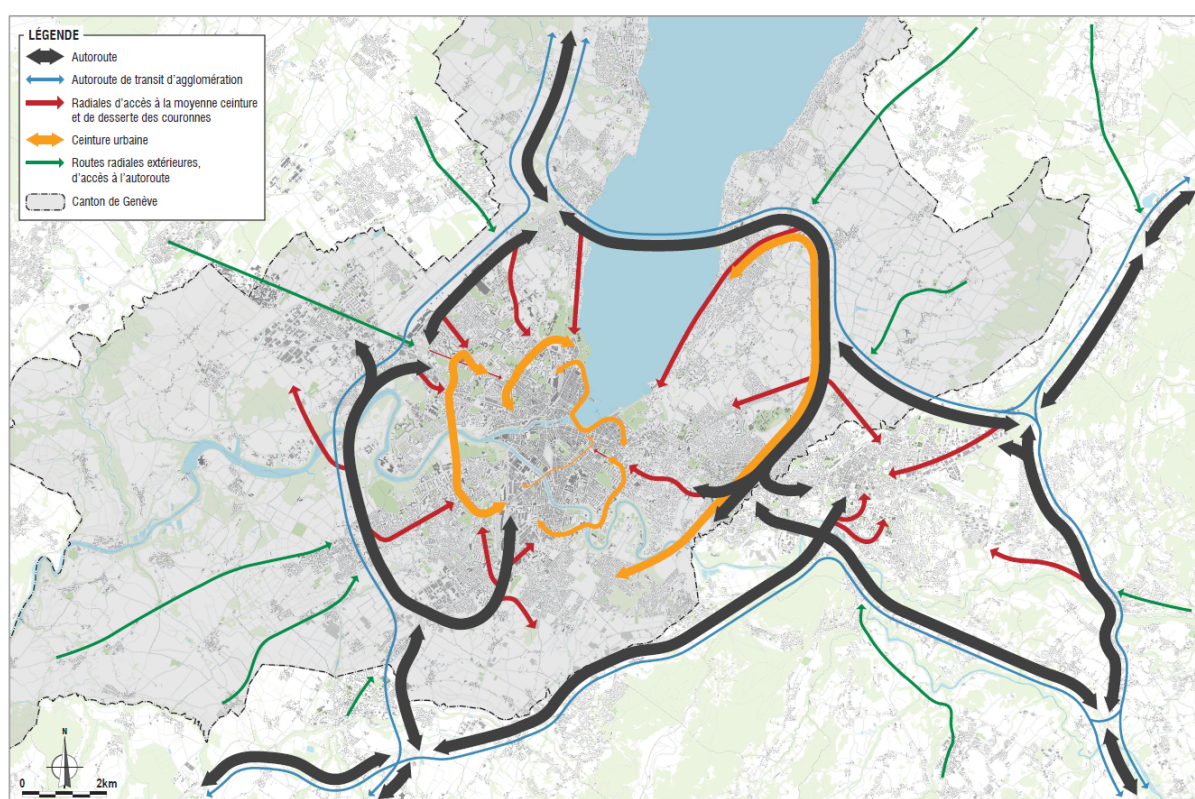 LÉGENDE
Autoroute
Autoroute de transit d'agglomération
Radiales d'accès à la moyenne ceinture
et de desserte des couronnes
Ceinture urbaine
Routes radiales extérieures,
d'accès à l'autoroute
Canton de Genève
N
0 2km